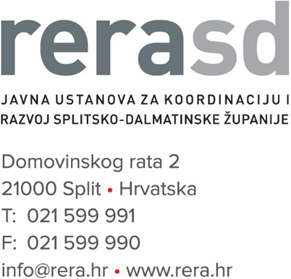 rerasd
JAVNA USTANOVA ZA KOORDINACIJU I
RAZVOJ SPLITSKO-DALMATINSKE ŽUPANIJE
Domovinskog rata 2
21000 Split • Hrvatska
T: 021 599 991
F: 021 599 990
info@rera.hr • www.rera.hr